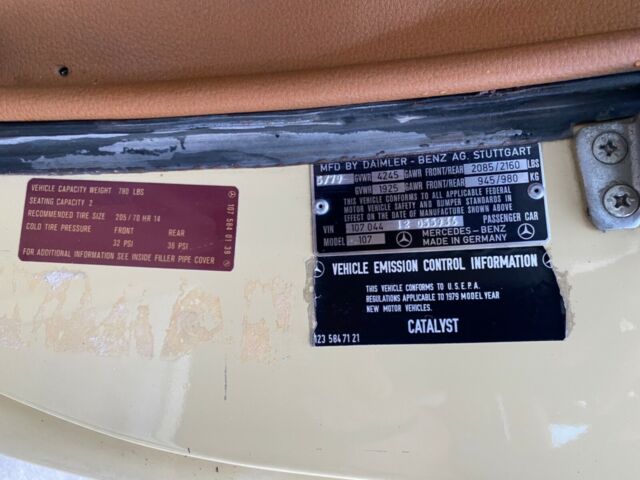 VEHICLE CAPACITY WEIGHT 780 LBS
SEATING CAPACITY 2
RECOMMENDED TIRE SIZE 205 / 70 HR 14
COLD TIRE PRESSURE FRONT REAR
32 PSI 36 PSI
FOR ADDITIONAL INFORMATION SEE INSIDE FILLER PIPE COVER
107 584 01 39
MFD BY DAIMLER - BENZ AG. STUTTGART
GVWR 4245 GAWR FRONT/REAR 2085/2160 LBS
GVWR 1925 GAWR FRONT/REAR 945/980 KG
THIS VEHICLE CONFORMS TO ALL APPLICABLE FEDERAL
MOTOR VEHICLE SAFETY AND BUMPER STANDARDS IN
EFFECT ON THE DATE OF MANUFACTURE SHOWN ABOVE
VIN 107 044 12 PASSENGER CAR
MODEL - 107 MERCEDES-BENZ
MADE IN GERMANY
VEHICLE EMISSION CONTROL INFORMATION
THIS VEHICLE CONFORMS TO U.S.E.P.A.
REGULATIONS APPLICABLE TO 1979 MODEL YEAR
NEW MOTOR VEHICLES.
CATALYST
123 584 71 21